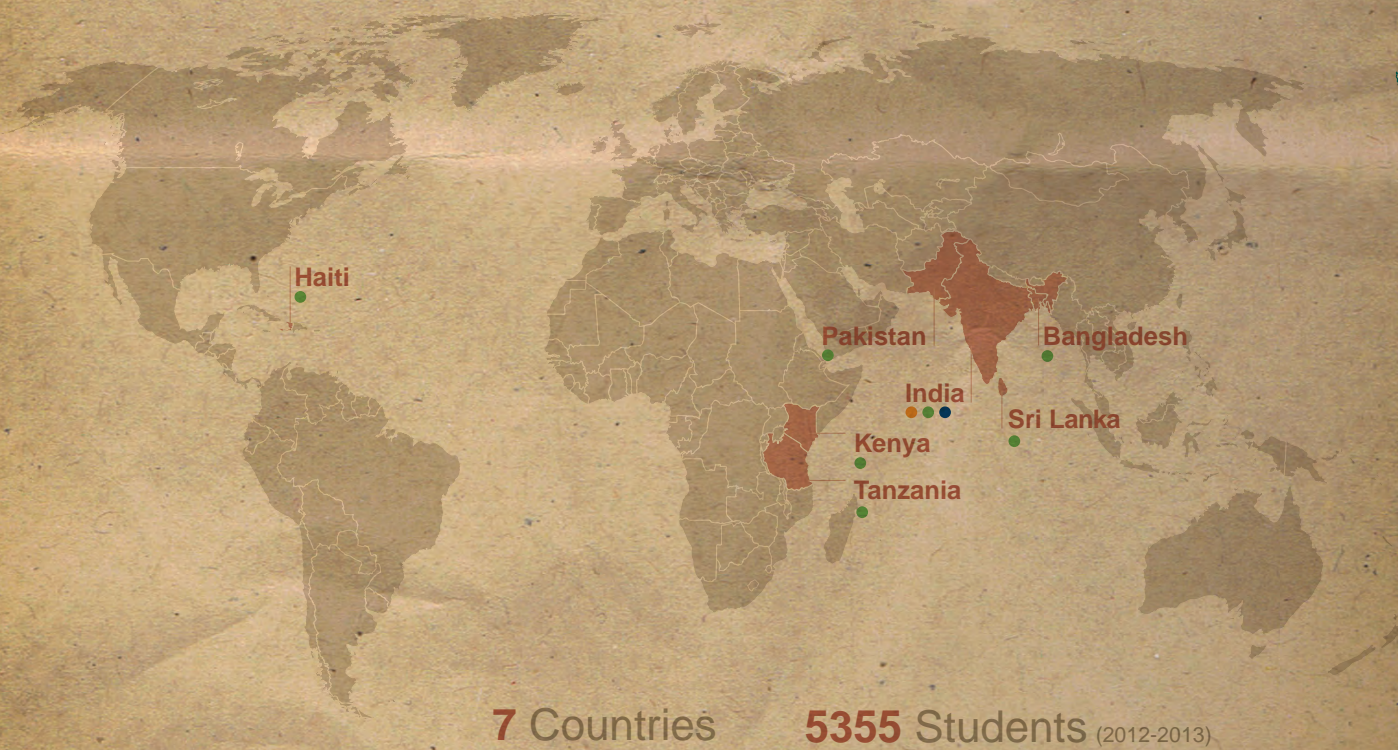 Haiti
Pakistan
Bangladesh
India
Sri Lanka
Kenya
Tanzania
7 Countries
5355 Students (2012-2013)